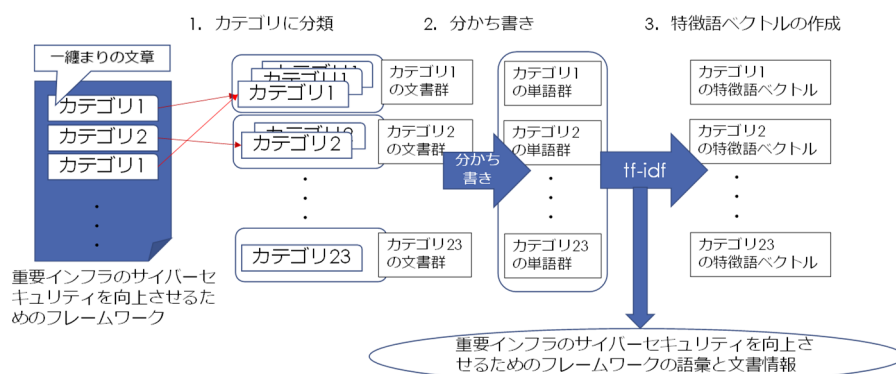 1. カテゴリに分類
2. 分かち書き
3. 特徴語ベクトルの作成
一纏まりの文章
カテゴリ1
カテゴリ2
カテゴリ1
・
・
・
重要インフラのサイバーセ
キュリティを向上させるため
のフレームワーク
カテゴリ1
カテゴリ2
・
・
・
カテゴリ23
カテゴリ1
の文書群
カテゴリ2
の文書群
カテゴリ23
の文書群
分かち
書き
カテゴリ1
の単語群
カテゴリ2
の単語群
・
・
・
カテゴリ23
の単語群
tf-idf
カテゴリ1
の特徴語ベクトル
カテゴリ2
の特徴語ベクトル
・
・
・
カテゴリ23
の特徴語ベクトル
重要インフラのサイバーセキュリティを向上さ
せるためのフレームワークの語彙と文書情報